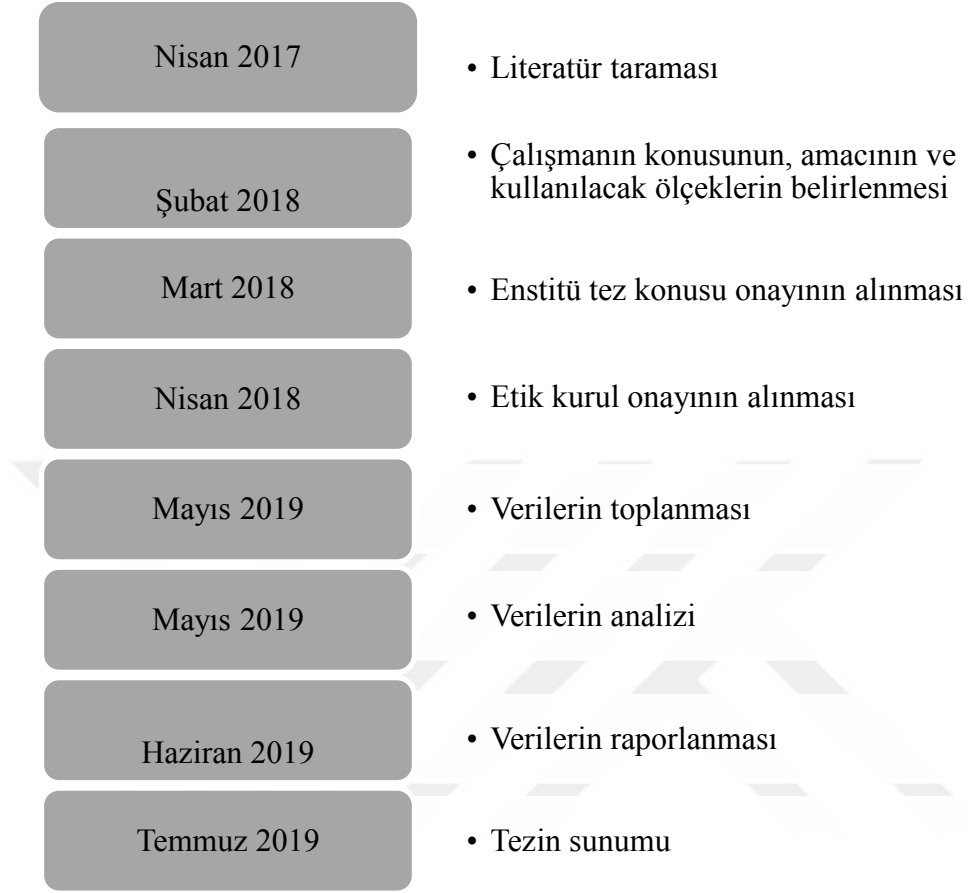 Nisan 2017
• Literatür taraması
Şubat 2018
• Çalışmanın konusunun, amacının ve
kullanılacak ölçeklerin belirlenmesi
Mart 2018
• Enstitü tez konusu onayının alınması
Nisan 2018
• Etik kurul onayının alınması
Mayıs 2019
• Verilerin toplanması
Mayıs 2019
• Verilerin analizi
Haziran 2019
• Verilerin raporlanması
Temmuz 2019
• Tezin sunumu